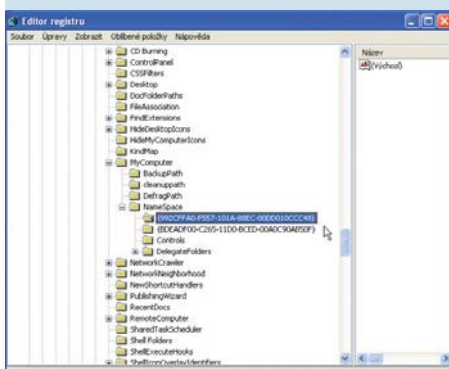 Editor registru
Soubor Úpravy Zobrazit Oblíbené položky Nápověda
CD Burning
ControlPanel
CSSFilters
Desktop
DocFolderPaths
FileAssociation
FindExtensions
HideDesktopIcons
HideMyComputerIcons
KindMap
MyComputer
BackupPath
cleanuppath
DefragPath
NameSpace
{992CFFA0-F557-101A-88EC-00DD010CCC48}
{BDEADF00-C265-11D0-BCED-00A0C90AB50F}
Controls
DelegateFolders
NetworkCrawler
NetworkNeighborhood
NewShortcutHandlers
PublishingWizard
RecentDocs
RemoteComputer
SharedTaskScheduler
Shell Folders
ShellExecuteHooks
ShellIconOverlayIdentifiers
Název
(Výchozí)